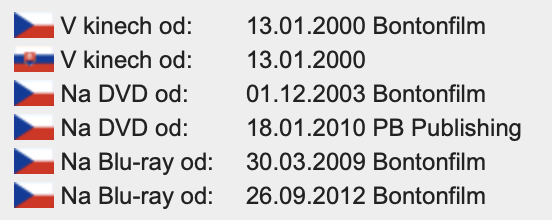 V kinech od: 13.01.2000 Bontonfilm
V kinech od: 13.01.2000
Na DVD od: 01.12.2003 Bontonfilm
Na DVD od: 18.01.2010 PB Publishing
Na Blu-ray od: 30.03.2009 Bontonfilm
Na Blu-ray od: 26.09.2012 Bontonfilm